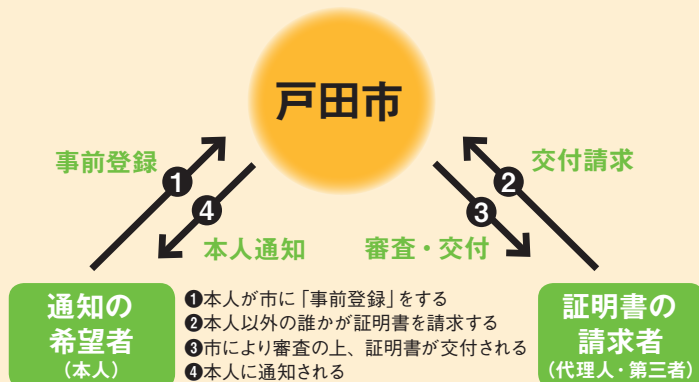 戸田市
事前登録
❶
❹
本人通知
交付請求
❷
❸
審査・交付
通知の
希望者
（本人）
❶本人が市に「事前登録」をする
❷本人以外の誰かが証明書を請求する
❸市により審査の上、証明書が交付される
❹本人に通知される
証明書の
請求者
（代理人・第三者）